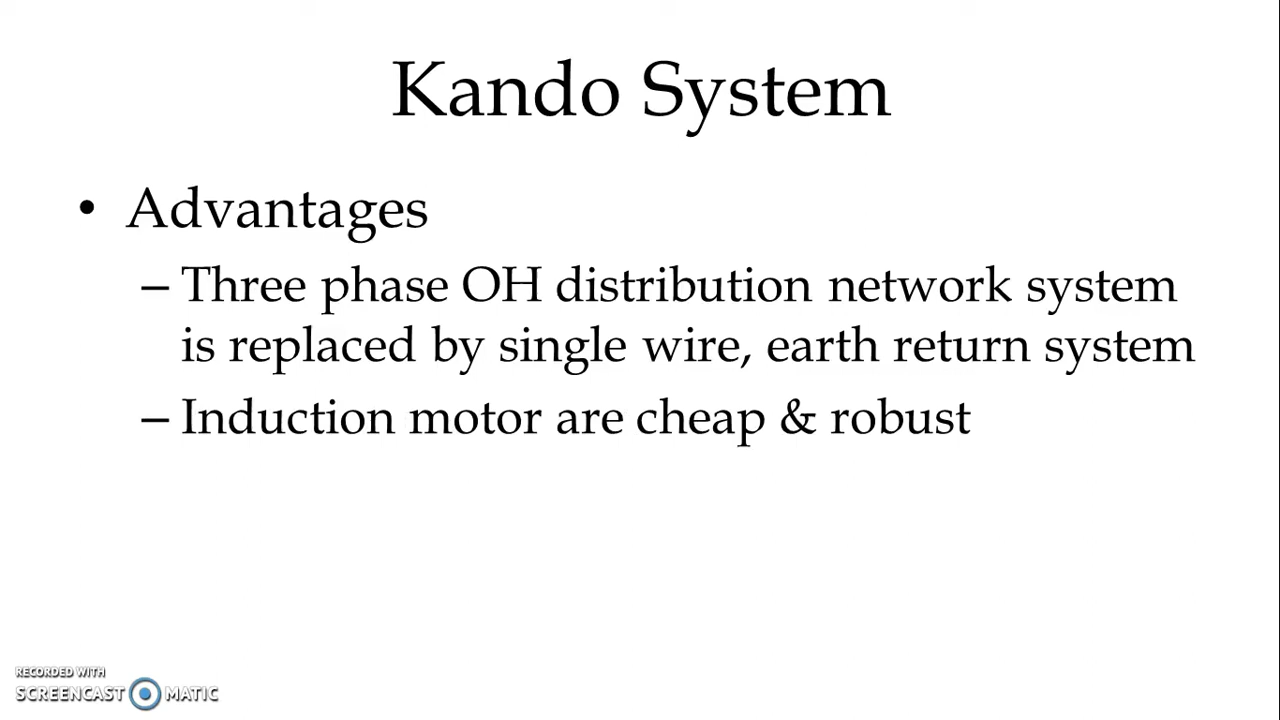 Kando System
• Advantages
– Three phase OH distribution network system
is replaced by single wire, earth return system
– Induction motor are cheap & robust
RECORDED WITH
SCREENCAST MATIC